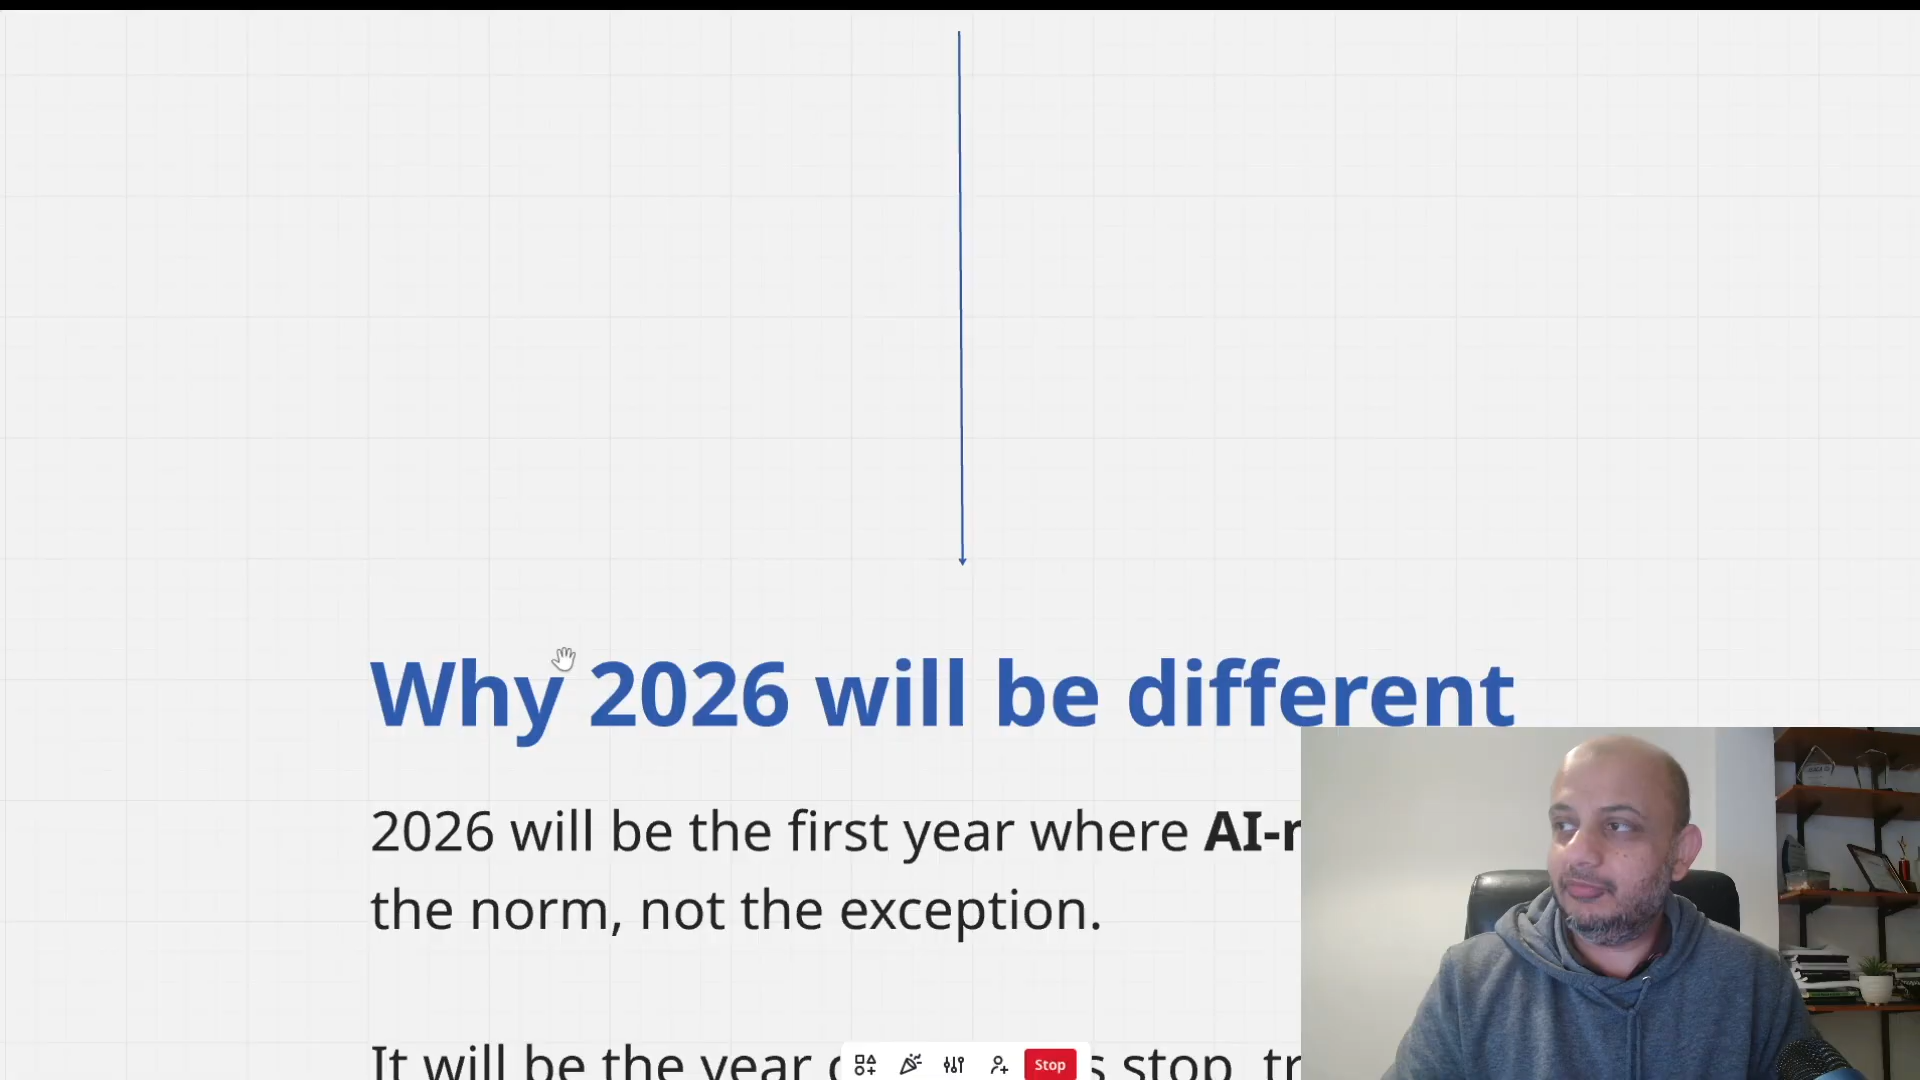 Why 2026 will be different
2026 will be the first year where AI-
the norm, not the exception.
It will be the year stop,
Stop